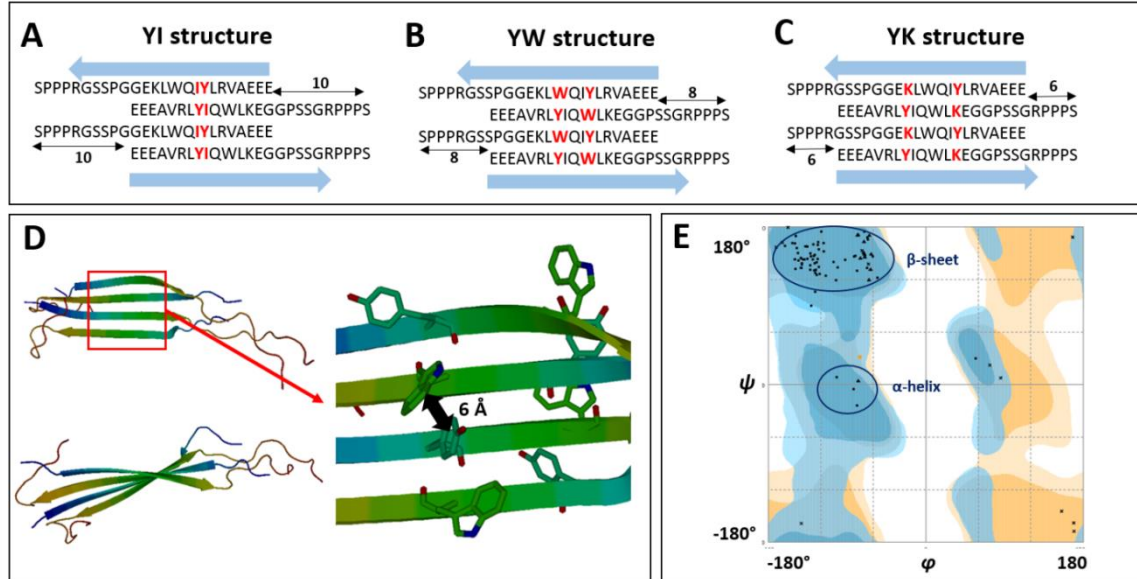 A
YI structure
SPPPRGSSPGGEKLWQIYLRVAEEE
10
EEEAVRLYIQWLKEGGPSSGRPPPS
SPPPRGSSPGGEKLWQIYLRVAEEE
EEEAVRLYIQWLKEGGPSSGRPPPS
10
B
YW structure
SPPPRGSSPGGEKLWQIYLRVAEEE
8
EEEAVRLYIQWLKEGGPSSGRPPPS
SPPPRGSSPGGEKLWQIYLRVAEEE
EEEAVRLYIQWLKEGGPSSGRPPPS
8
C
YK structure
SPPPRGSSPGGEKLWQIYLRVAEEE
6
EEEAVRLYIQWLKEGGPSSGRPPPS
SPPPRGSSPGGEKLWQIYLRVAEEE
EEEAVRLYIQWLKEGGPSSGRPPPS
6
D
6 Å
E
180°
β-sheet
ψ
α-helix
-180°
-180°
φ
180